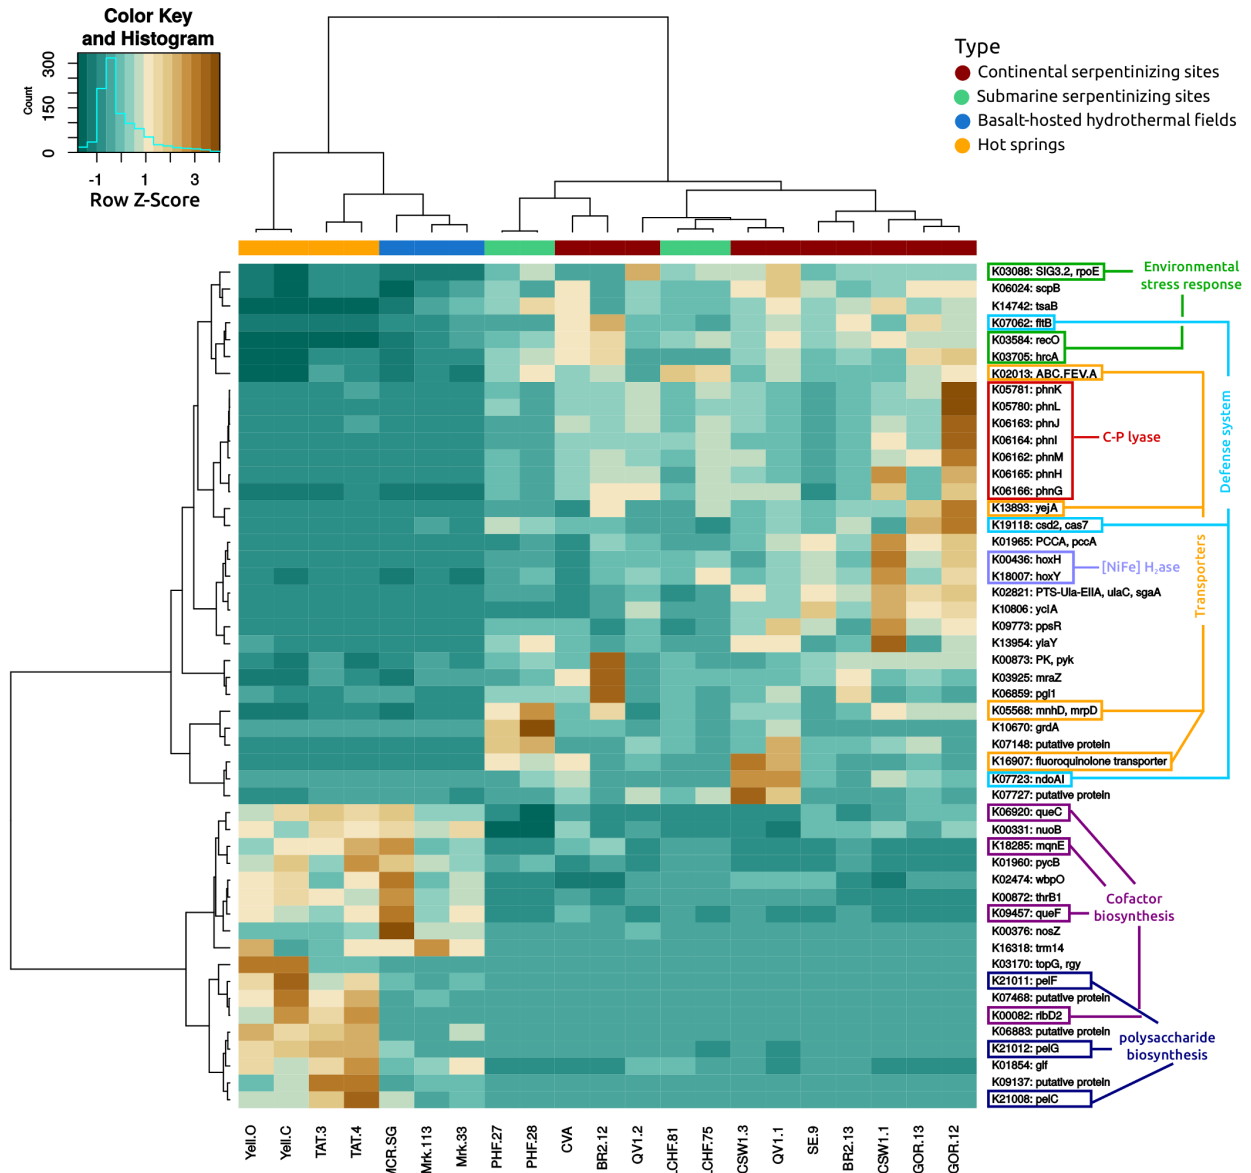 Color Key
and Histogram
Count
0
150
300
-1
1
3
Row Z-Score
Type
Continental serpentinizing sites
Submarine serpentinizing sites
Basalt-hosted hydrothermal fields
Hot springs
K03088: SIG3.2, rpoE
K06024: scpB
K14742: tsaB
K07062: fitB
K03584: recO
K03705: hrcA
K02013: ABC.FEV.A
K05781: phnK
K05780: phnL
K06163: phnJ
K06164: phnI
K06162: phnM
K06165: phnH
K06166: phnG
K13893: yejA
K19118: csd2, cas7
K01965: PCCA, pccA
K00436: hoxH
K18007: hoxY
K02821: PTS-Ula-EIIA, ulaC, sgaA
K10806: yciA
K09773: ppsR
K13954: yiaY
K00873: PK, pyk
K03925: mraZ
K06859: pgi1
K05568: mnhD, mrpD
K10670: grdA
K07148: putative protein
K16907: fluoroquinolone transporter
K07723: ndoAI
K07727: putative protein
K06920: queC
K00331: nuoB
K18285: mqnE
K01960: pycB
K02474: wbpO
K00872: thrB1
K09457: queF
K00376: nosZ
K16318: trm14
K03170: topG, rgy
K21011: pelF
K07468: putative protein
K00082: ribD2
K06883: putative protein
K21012: pelG
K01854: glf
K09137: putative protein
K21008: pelC
Environmental
stress response
Defense system
C-P lyase
[NiFe] H₂ase
Transporters
Cofactor
biosynthesis
polysaccharide
biosynthesis
Yell.O
Yell.C
TAT.3
TAT.4
MCR.SG
Mrk.113
Mrk.33
PHF.27
PHF.28
CVA
BR2.12
QV1.2
.CHF.81
.CHF.75
CSW1.3
QV1.1
SE.9
BR2.13
CSW1.1
GOR.13
GOR.12